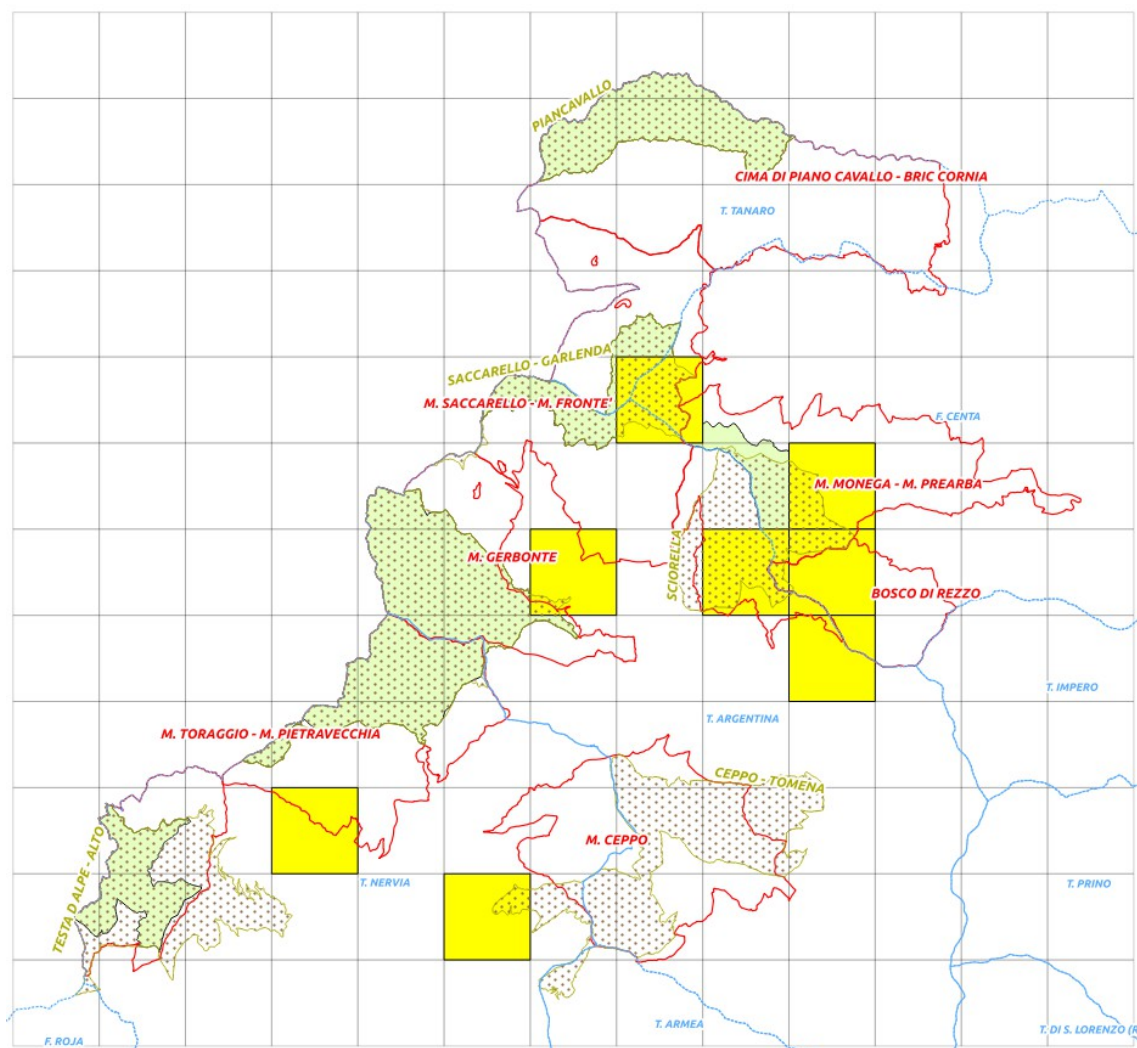 PIANCAVALLO
CIMA DI PIANO CAVALLO - BRIC CORNIA
T. TANARO
SACCARELLO - GARLENDA
M. SACCARELLO - M. FRONTE'
F. CENTA
M. MONEGA - M. PREARBA
SCIORELLA
M. GERBONTE
BOSCO DI REZZO
T. IMPERO
T. ARGENTINA
M. TORAGGIO - M. PIETRAVECCHIA
CEPPO - TOMENA
TESTA D'ALPE - ALTO
M. CEPPO
T. NERVIA
T. PRINO
F. ROJA
T. ARMEA
T. DI S. LORENZO (R